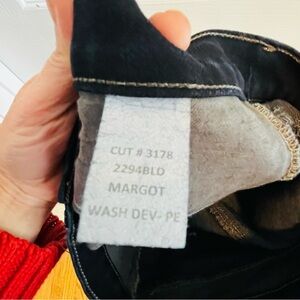 CUT # 3178
2294BLD
MARGOT
WASH DEV- PE